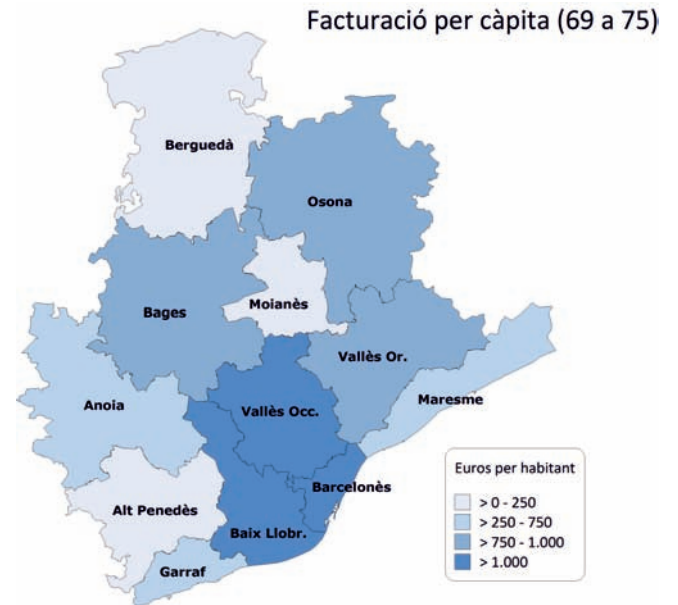 Facturació per càpita (69 a 75)
Berguedà
Osona
Moianès
Bages
Vallès Or.
Maresme
Anoia
Vallès Occ.
Barcelonès
Alt Penedès
Baix Llobr.
Garraf
Euros per habitant
> 0 - 250
> 250 - 750
> 750 - 1.000
> 1.000